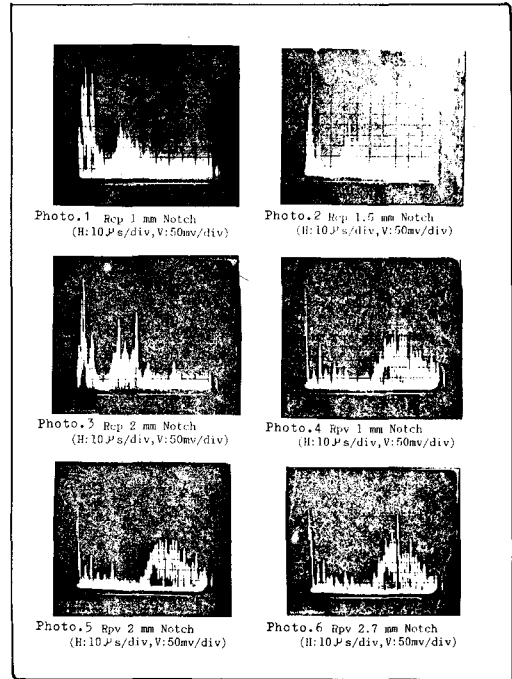 Photo.1 Rcp 1 mm Notch
(H:10μs/div,V:50mv/div)
Photo.2 Rcp 1.5 mm Notch
(H:10μs/div,V:50mv/div)
Photo.3 Rcp 2 mm Notch
(H:10μs/div,V:50mv/div)
Photo.4 Rpv 1 mm Notch
(H:10μs/div,V:50mv/div)
Photo.5 Rpv 2 mm Notch
(H:10μs/div,V:50mv/div)
Photo.6 Rpv 2.7 mm Notch
(H:10μs/div,V:50mv/div)